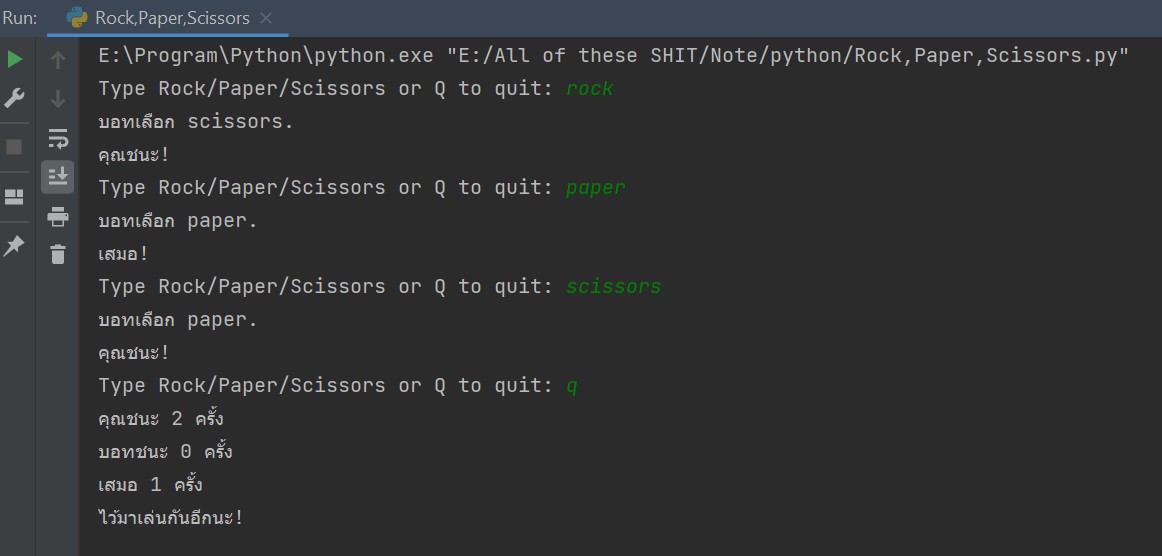 Run: Rock,Paper,Scissors
E:\Program\Python\python.exe "E:/All of these SHIT/Note/python/Rock,Paper,Scissors.py"
Type Rock/Paper/Scissors or Q to quit: rock
บอทเลือก scissors.
คุณชนะ!
Type Rock/Paper/Scissors or Q to quit: paper
บอทเลือก paper.
เสมอ!
Type Rock/Paper/Scissors or Q to quit: scissors
บอทเลือก paper.
คุณชนะ!
Type Rock/Paper/Scissors or Q to quit: q
คุณชนะ 2 ครั้ง
บอทชนะ 0 ครั้ง
เสมอ 1 ครั้ง
ไว้มาเล่นกันอีกนะ!